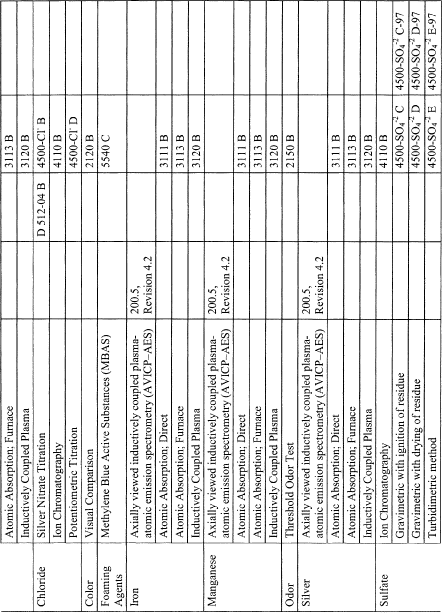 Atomic Absorption; Furnace 3113 B
Inductively Coupled Plasma 3120 B
Chloride Silver Nitrate Titration D 512-04 B 4500-Cl⁻ B
Ion Chromatography 4110 B
Potentiometric Titration 4500-Cl⁻ D
Color Visual Comparison 2120 B
Foaming Methylene Blue Active Substances (MBAS) 5540 C
Agents
Iron Axially viewed inductively coupled plasma- 200.5,
atomic emission spectrometry (AVICP–AES) Revision 4.2
Atomic Absorption; Direct 3111 B
Atomic Absorption; Furnace 3113 B
Inductively Coupled Plasma 3120 B
Manganese Axially viewed inductively coupled plasma- 200.5,
atomic emission spectrometry (AVICP–AES) Revision 4.2
Atomic Absorption; Direct 3111 B
Atomic Absorption; Furnace 3113 B
Inductively Coupled Plasma 3120 B
Odor Threshold Odor Test 2150 B
Silver Axially viewed inductively coupled plasma- 200.5,
atomic emission spectrometry (AVICP–AES) Revision 4.2
Atomic Absorption; Direct 3111 B
Atomic Absorption; Furnace 3113 B
Inductively Coupled Plasma 3120 B
Sulfate Ion Chromatography 4110 B
Gravimetric with ignition of residue 4500-SO₄⁻² C 4500-SO₄⁻² C-97
Gravimetric with drying of residue 4500-SO₄⁻² D 4500-SO₄⁻² D-97
Turbidimetric method 4500-SO₄⁻² E 4500-SO₄⁻² E-97